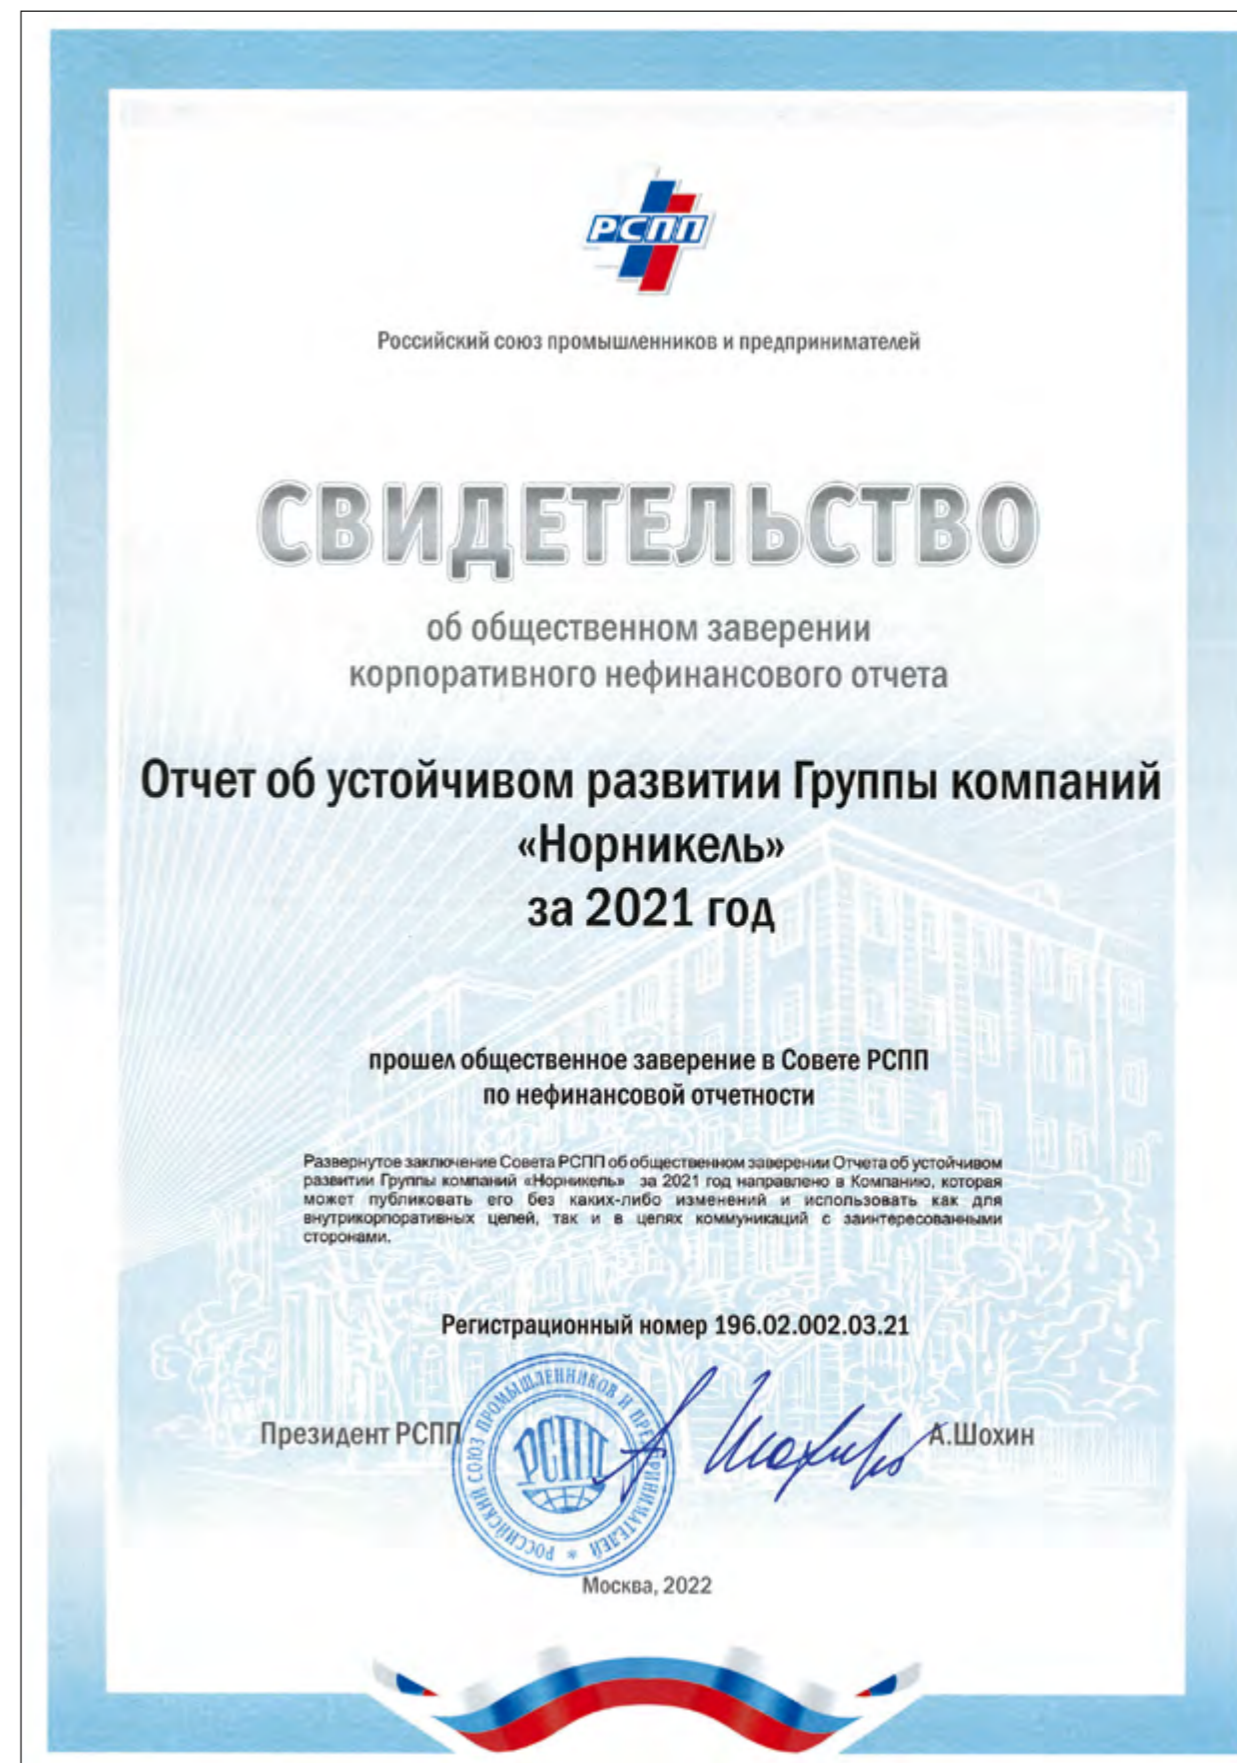 РСПП
Российский союз промышленников и предпринимателей
СВИДЕТЕЛЬСТВО
об общественном заверении
корпоративного нефинансового отчета
Отчет об устойчивом развитии Группы компаний
«Норникель»
за 2021 год
прошел общественное заверение в Совете РСПП
по нефинансовой отчетности
Развернутое заключение Совета РСПП об общественном заверении Отчета об устойчивом
развитии Группы компаний «Норникель» за 2021 год направлено в Компанию, которая
может публиковать его без каких-либо изменений и использовать как для
внутрикорпоративных целей, так и в целях коммуникаций с заинтересованными
сторонами.
Регистрационный номер 196.02.002.03.21
Президент РСПП
РОССИЙСКИЙ СОЮЗ ПРОМЫШЛЕННИКОВ И ПРЕДПРИНИМАТЕЛЕЙ *
РСПП
А.Шохин
Москва, 2022